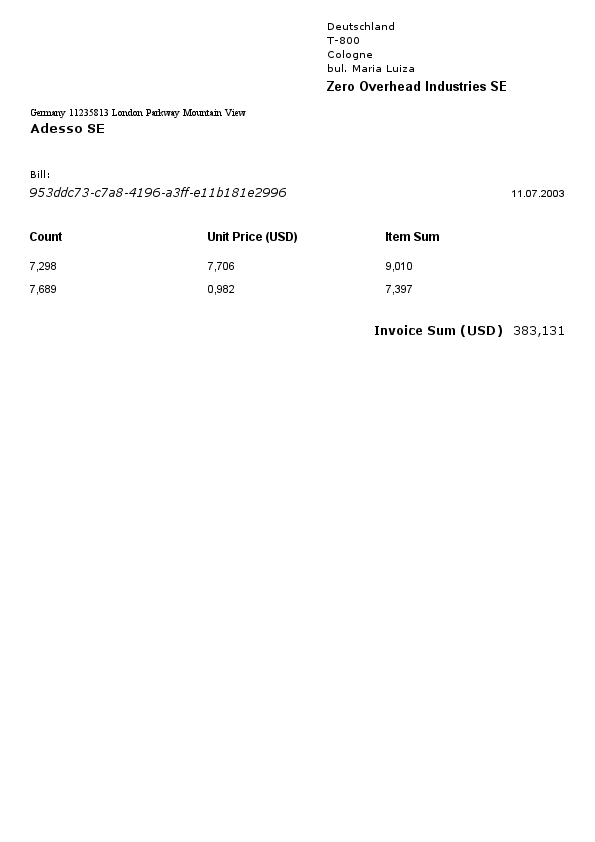 Deutschland
T-800
Cologne
bul. Maria Luiza
Zero Overhead Industries SE
Germany 11235813 London Parkway Mountain View
Adesso SE
Bill:
953ddc73-c7a8-4196-a3ff-e11b181e2996 11.07.2003
Count Unit Price (USD) Item Sum
7,298 7,706 9,010
7,689 0,982 7,397
Invoice Sum (USD) 383,131